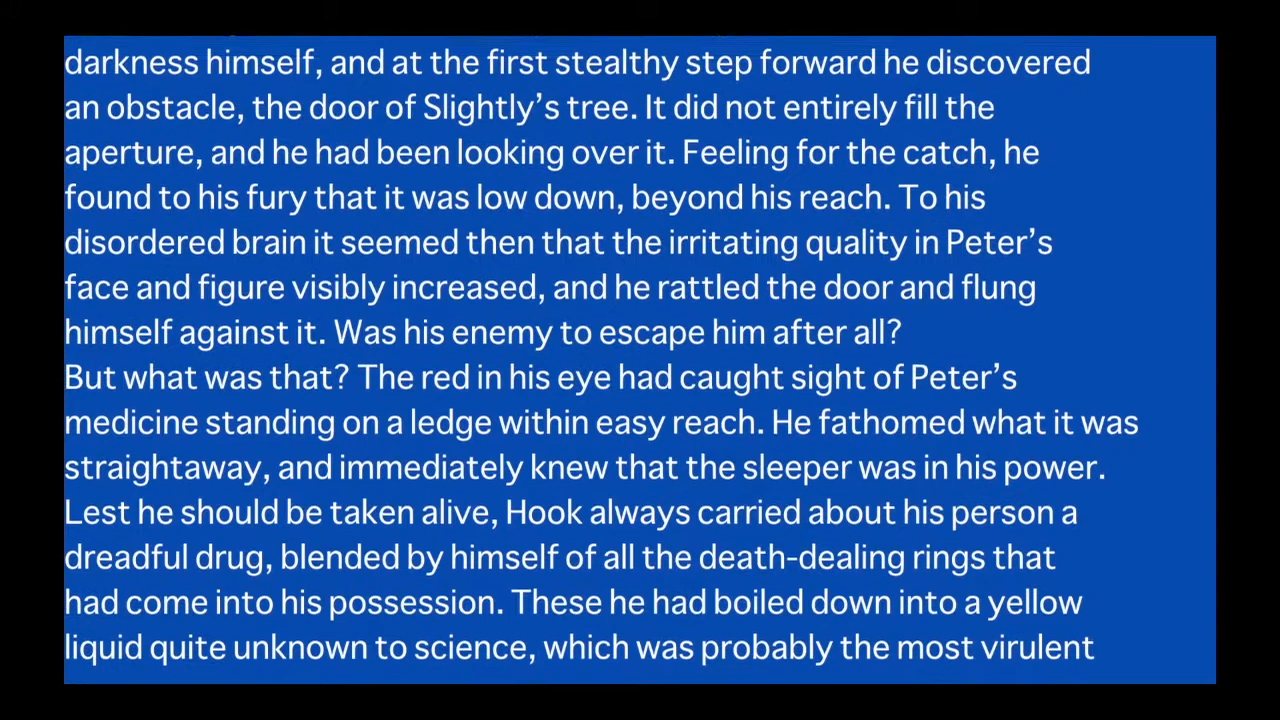 darkness himself, and at the first stealthy step forward he discovered
an obstacle, the door of Slightly’s tree. It did not entirely fill the
aperture, and he had been looking over it. Feeling for the catch, he
found to his fury that it was low down, beyond his reach. To his
disordered brain it seemed then that the irritating quality in Peter’s
face and figure visibly increased, and he rattled the door and flung
himself against it. Was his enemy to escape him after all?
But what was that? The red in his eye had caught sight of Peter’s
medicine standing on a ledge within easy reach. He fathomed what it was
straightaway, and immediately knew that the sleeper was in his power.
Lest he should be taken alive, Hook always carried about his person a
dreadful drug, blended by himself of all the death-dealing rings that
had come into his possession. These he had boiled down into a yellow
liquid quite unknown to science, which was probably the most virulent